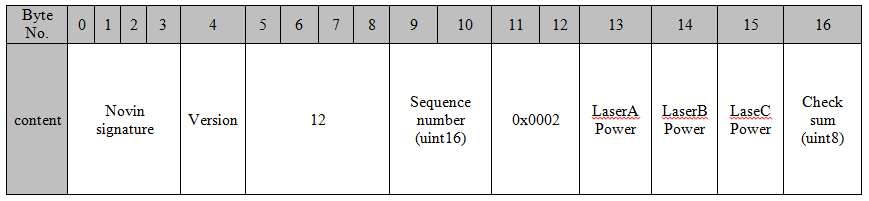 Byte No. 0 1 2 3 4 5 6 7 8 9 10 11 12 13 14 15 16
content
Novin
signature
Version
12
Sequence
number
(uint16)
0x0002
LaserA
Power
LaserB
Power
LaseC
Power
Check
sum
(uint8)